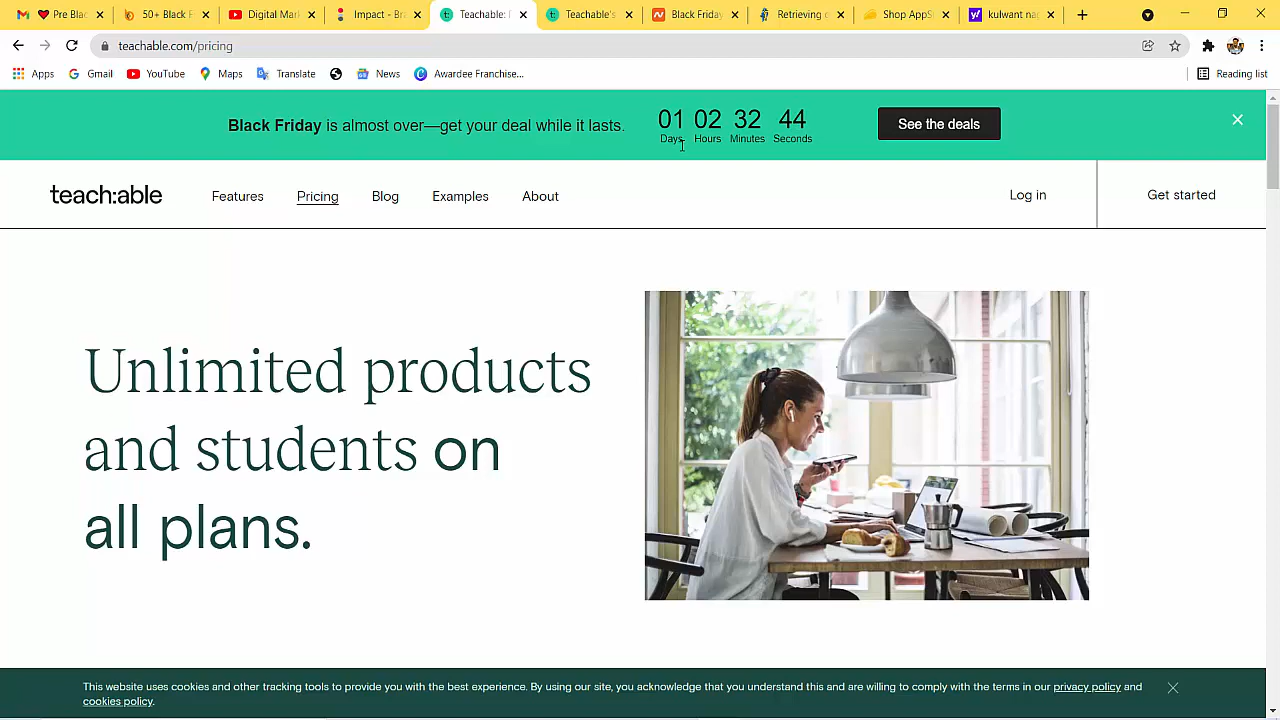 Pre Blac
50+ Black F
Digital Mark
Impact - Bra
Teachable: F
Teachable's
Black Friday
Retrieving
Shop AppS
kulwant nag
teachable.com/pricing
Apps
Gmail
YouTube
Maps
Translate
News
Awardee Franchise...
Reading list
Black Friday is almost over—get your deal while it lasts.
01 02 32 44
Days Hours Minutes Seconds
See the deals
teach:able
Features
Pricing
Blog
Examples
About
Log in
Get started
Unlimited products
and students on
all plans.
This website uses cookies and other tracking tools to provide you with the best experience. By using our site, you acknowledge that you understand this and are willing to comply with the terms in our privacy policy and
cookies policy.